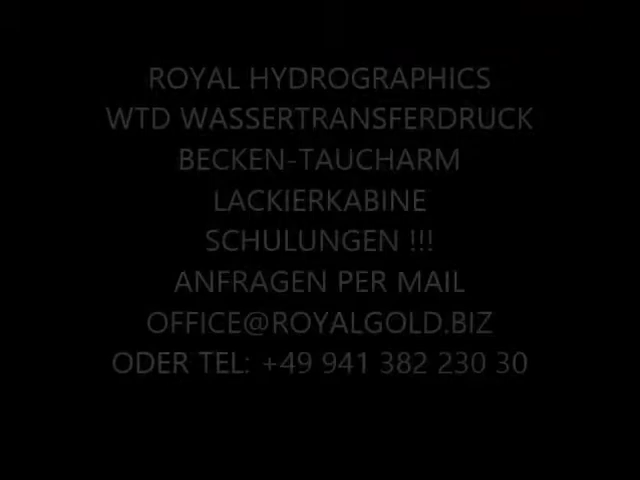 ROYAL HYDROGRAPHICS
WTD WASSERTRANSFERDRUCK
BECKEN-TAUCHARM
LACKIERKABINE
SCHULUNGEN !!!
ANFRAGEN PER MAIL
OFFICE@ROYALGOLD.BIZ
ODER TEL: +49 941 382 230 30